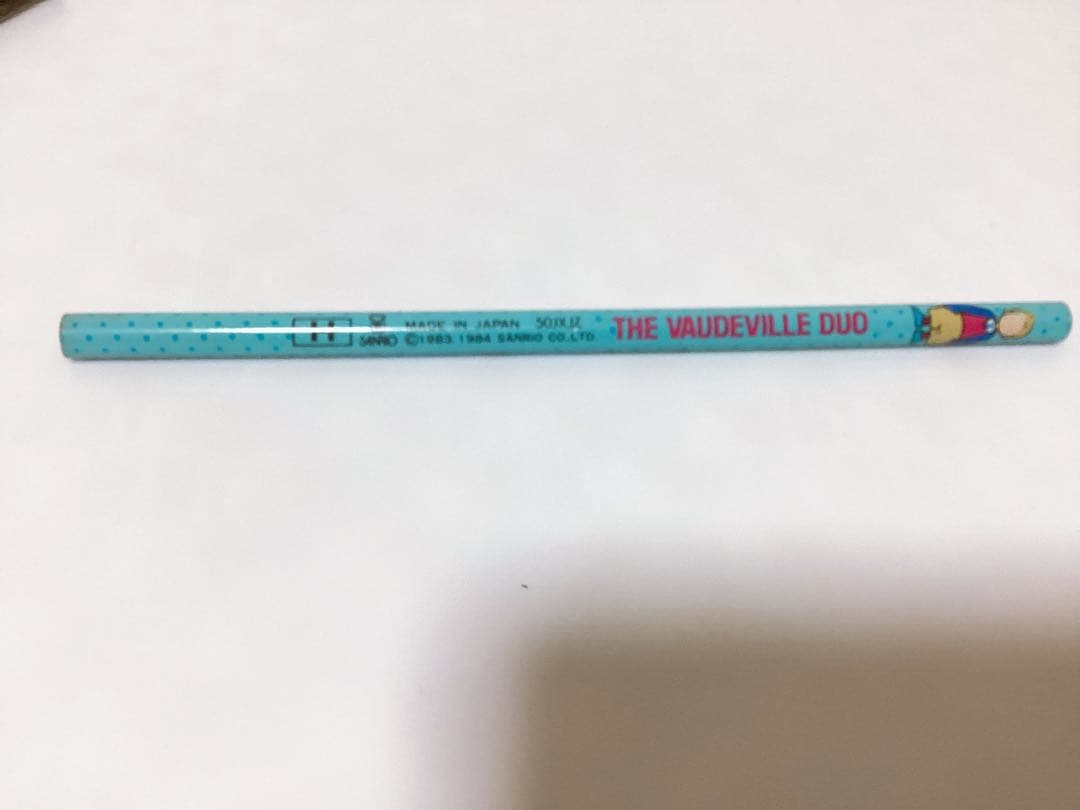 SANRIO
MADE IN JAPAN
©1983, 1984 SANRIO CO.,LTD.
THE VAUDEVILLE DUO